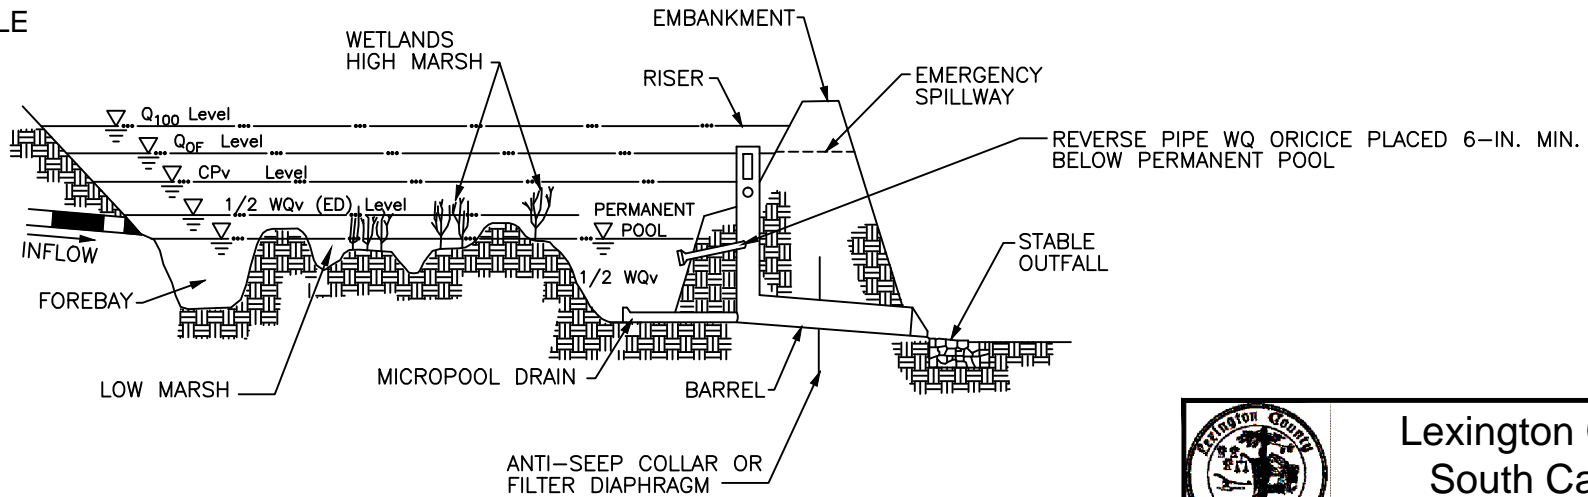 LE
EMBANKMENT
WETLANDS
HIGH MARSH
RISER
EMERGENCY
SPILLWAY
Q100 Level
REVERSE PIPE WQ ORICICE PLACED 6-IN. MIN.
BELOW PERMANENT POOL
QOF Level
CPv Level
1/2 WQv (ED) Level
PERMANENT
POOL
INFLOW
STABLE
OUTFALL
1/2 WQv
FOREBAY
LOW MARSH
MICROPOOL DRAIN
BARREL
ANTI-SEEP COLLAR OR
FILTER DIAPHRAGM
Lexington County
Lexington
South Ca